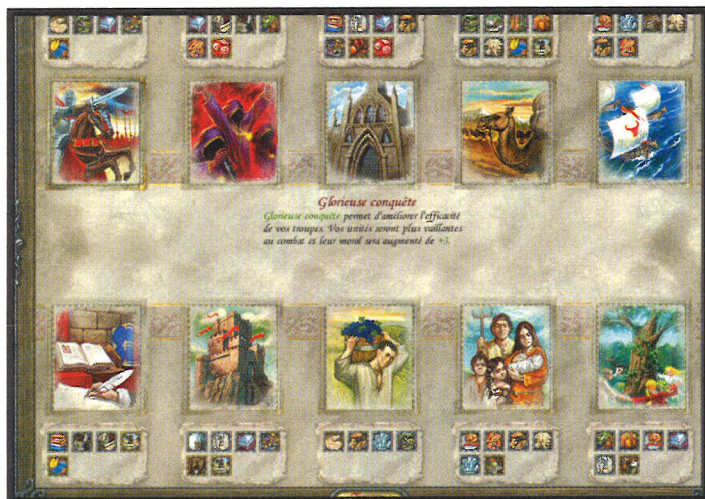 Glorieuse conquête
Glorieuse conquête permet d'améliorer l'efficacité
de vos troupes. Vos unités seront plus vaillantes
au combat et leur moral sera augmenté de +3.